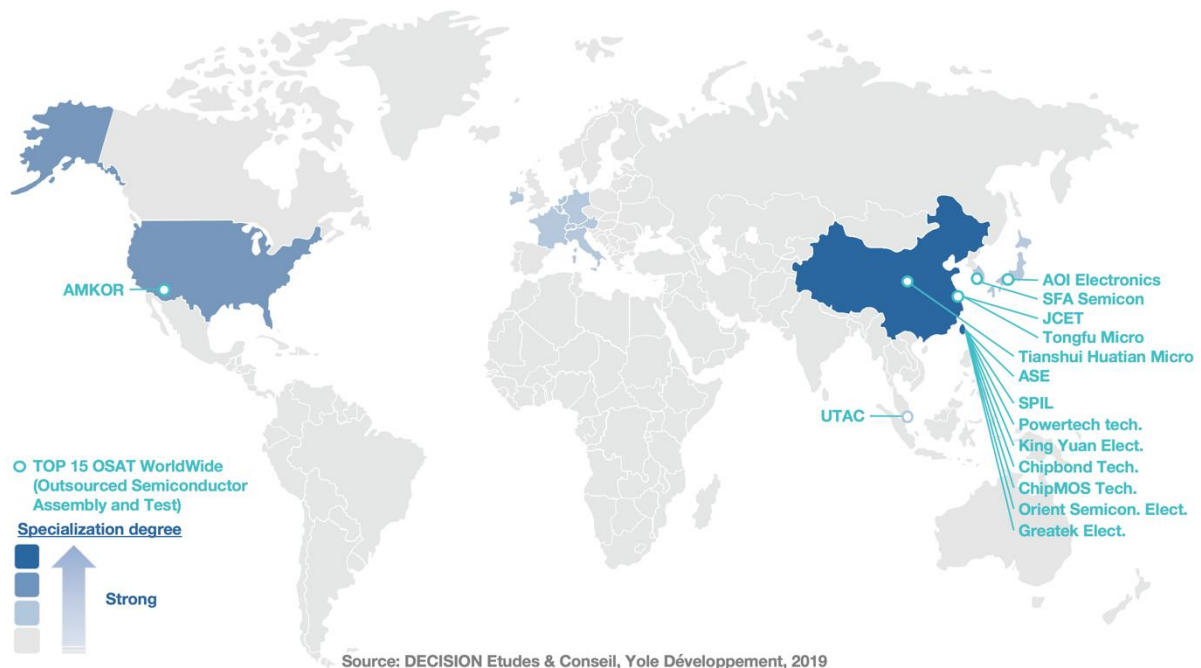 AMKOR
AOI Electronics
SFA Semicon
JCET
Tongfu Micro
Tianshui Huatian Micro
ASE
SPIL
Powertech tech.
King Yuan Elect.
Chipbond Tech.
ChipMOS Tech.
Orient Semicon. Elect.
Greatek Elect.
UTAC
TOP 15 OSAT WorldWide
(Outsourced Semiconductor
Assembly and Test)
Specialization degree
Strong
Source: DECISION Etudes & Conseil, Yole Développement, 2019